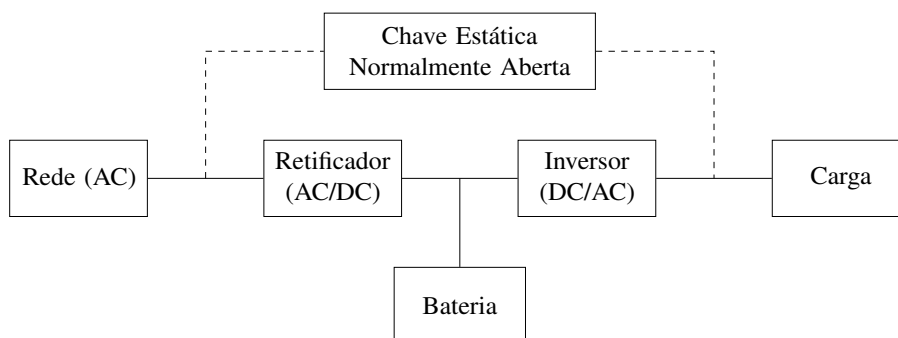 Chave Estática
Normalmente Aberta
Rede (AC)
Retificador
(AC/DC)
Inversor
(DC/AC)
Carga
Bateria